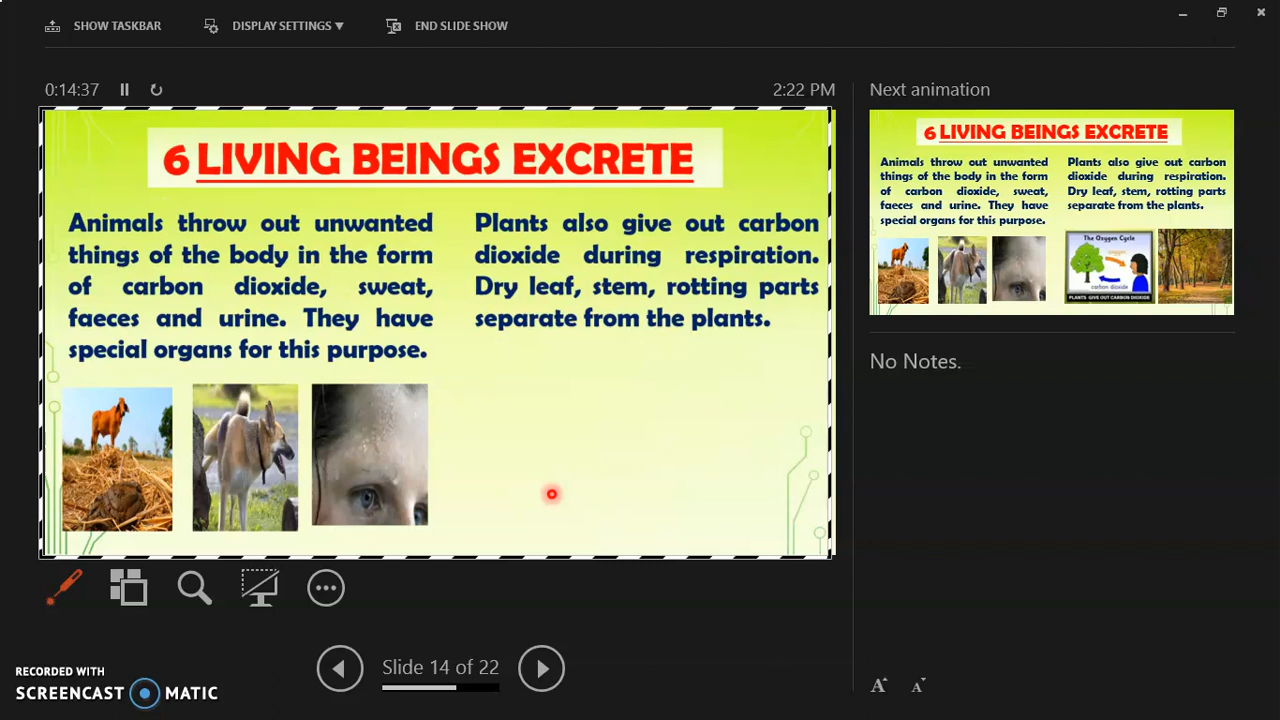 SHOW TASKBAR
DISPLAY SETTINGS ▼
END SLIDE SHOW
0:14:37
2:22 PM
6 LIVING BEINGS EXCRETE
Animals throw out unwanted
things of the body in the form
of carbon dioxide, sweat,
faeces and urine. They have
special organs for this purpose.
Plants also give out carbon
dioxide during respiration.
Dry leaf, stem, rotting parts
separate from the plants.
Next animation
6 LIVING BEINGS EXCRETE
Animals throw out unwanted
things of the body in the form
of carbon dioxide, sweat,
faeces and urine. They have
special organs for this purpose.
Plants also give out carbon
dioxide during respiration.
Dry leaf, stem, rotting parts
separate from the plants.
The Oxygen Cycle
carbon dioxide
PLANTS GIVE OUT CARBON DIOXIDE
No Notes.
Slide 14 of 22
A A
RECORDED WITH
SCREENCAST MATIC